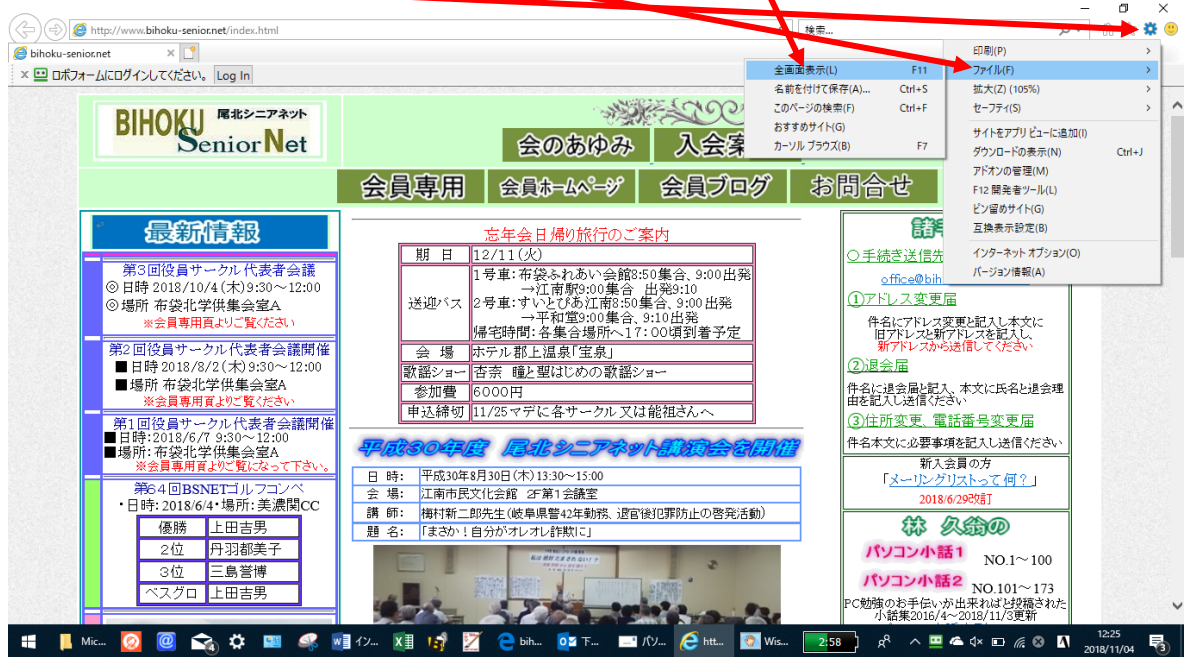 http://www.bihoku-senior.net/index.html
検索...
bihoku-senior.net
ロボフォームにログインしてください。 Log In
印刷(P)
ファイル(F)
拡大(Z) (105%)
セーフティ(S)
サイトをアプリ ビューに追加(I)
ダウンロードの表示(N) Ctrl+J
アドオンの管理(M)
F12 開発者ツール(L)
ピン留めサイト(G)
互換表示設定(B)
インターネット オプション(O)
バージョン情報(A)
全画面表示(L) F11
名前を付けて保存(A)... Ctrl+S
このページの検索(F) Ctrl+F
おすすめサイト(G)
カーソル ブラウズ(B) F7
BIHOKU 尾北シニアネット
Senior Net
会のあゆみ 入会案
会員専用 会員ホームページ 会員ブログ お問合せ
最新情報
第3回役員サークル代表者会議
◎日時 2018/10/4(木)9:30～12:00
◎場所 布袋北学供集会室A
※会員専用頁よりご覧ください
第2回役員サークル代表者会議開催
■日時 2018/8/2(木)9:30～12:00
■場所 布袋北学供集会室A
※会員専用頁よりご覧ください
第1回役員サークル代表者会議開催
■日時:2018/6/7 9:30～12:00
■場所:布袋北学供集会室A
※会員専用頁よりご覧になって下さい。
第64回BSNETゴルフコンペ
・日時:2018/6/4・場所:美濃関CC
優勝 上田吉男
2位 丹羽都美子
3位 三島誉博
ベスグロ 上田吉男
忘年会日帰り旅行のご案内
期 日 12/11(火)
送迎バス
1号車:布袋ふれあい会館8:50集合、9:00出発
→江南駅9:00集合 出発9:10
2号車:すいとぴあ江南8:50集合、9:00出発
→平和堂9:00集合、9:10出発
帰宅時間:各集合場所へ17:00頃到着予定
会 場 ホテル郡上温泉「宝泉」
歌謡ショー 杏奈 瞳と聖はじめの歌謡ショー
参加費 6000円
申込締切 11/25マデに各サークル又は能祖さんへ
平成30年度 尾北シニアネット講演会を開催
日 時: 平成30年8月30日(木)13:30～15:00
会 場: 江南市民文化会館 2F第1会議室
講 師: 梅村新二郎先生(岐阜県警42年勤務、退官後犯罪防止の啓発活動)
題 名: 「まさか！自分がオレオレ詐欺に」
諸手
○手続き送信先
office@bih
①アドレス変更届
件名にアドレス変更と記入し本文に
旧アドレスと新アドレスを記入し、
新アドレスから送信してください
②退会届
件名に退会届と記入、本文に氏名と退会理
由を記入し送信ください
③住所変更、電話番号変更届
件名本文に必要事項を記入し送信ください
新入会員の方
「メーリングリストって何？」
2018/6/29改訂
林 久翁の
パソコン小話1 NO.1～100
パソコン小話2 NO.101～173
PC勉強のお手伝いが出来ればと投稿された
小話集2016/4～2018/11/3更新
Mic... イン... bih... 下... パソ... htt... Wis... 2:58
12:25
2018/11/04